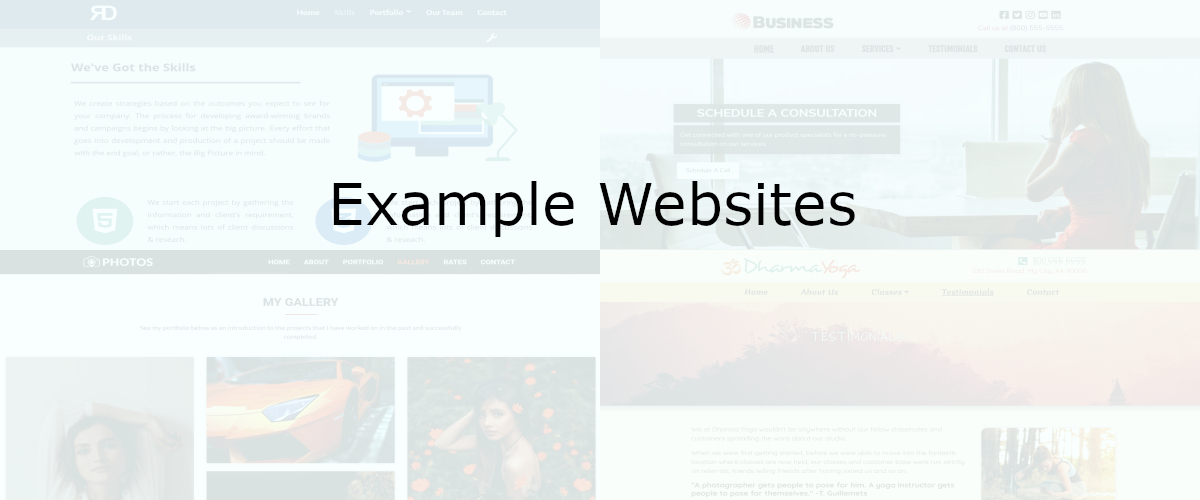 RD
Home Skills Portfolio Our Team Contact
Our Skills
We've Got the Skills
We create strategies based on the outcomes you expect to see for
your company. The process for developing award-winning brands
and campaigns begins by looking at the big picture. Every effort that
goes into development and production of a project should be made
with the end goal, or rather, the Big Picture in mind.
We start each project by gathering the
information and client's requirement,
which means lots of client discussions
& reseach.
& reseach.
BUSINESS
Call Us at (800) 555-5555
HOME ABOUT US SERVICES TESTIMONIALS CONTACT US
SCHEDULE A CONSULTATION
Get connected with one of our product specialists for a no-pressure
consultation of our services.
Schedule A Call
Example Websites
PHOTOS
HOME ABOUT PORTFOLIO GALLERY RATES CONTACT
MY GALLERY
See my portfolio below as an introduction to the projects that I have worked on in the past and successfully
completed.
DharmaYoga
Home About Us Classes Testimonials Contact
"A photographer gets people to pose for him. A yoga instructor gets
people to pose for themselves." -T. Guillemets